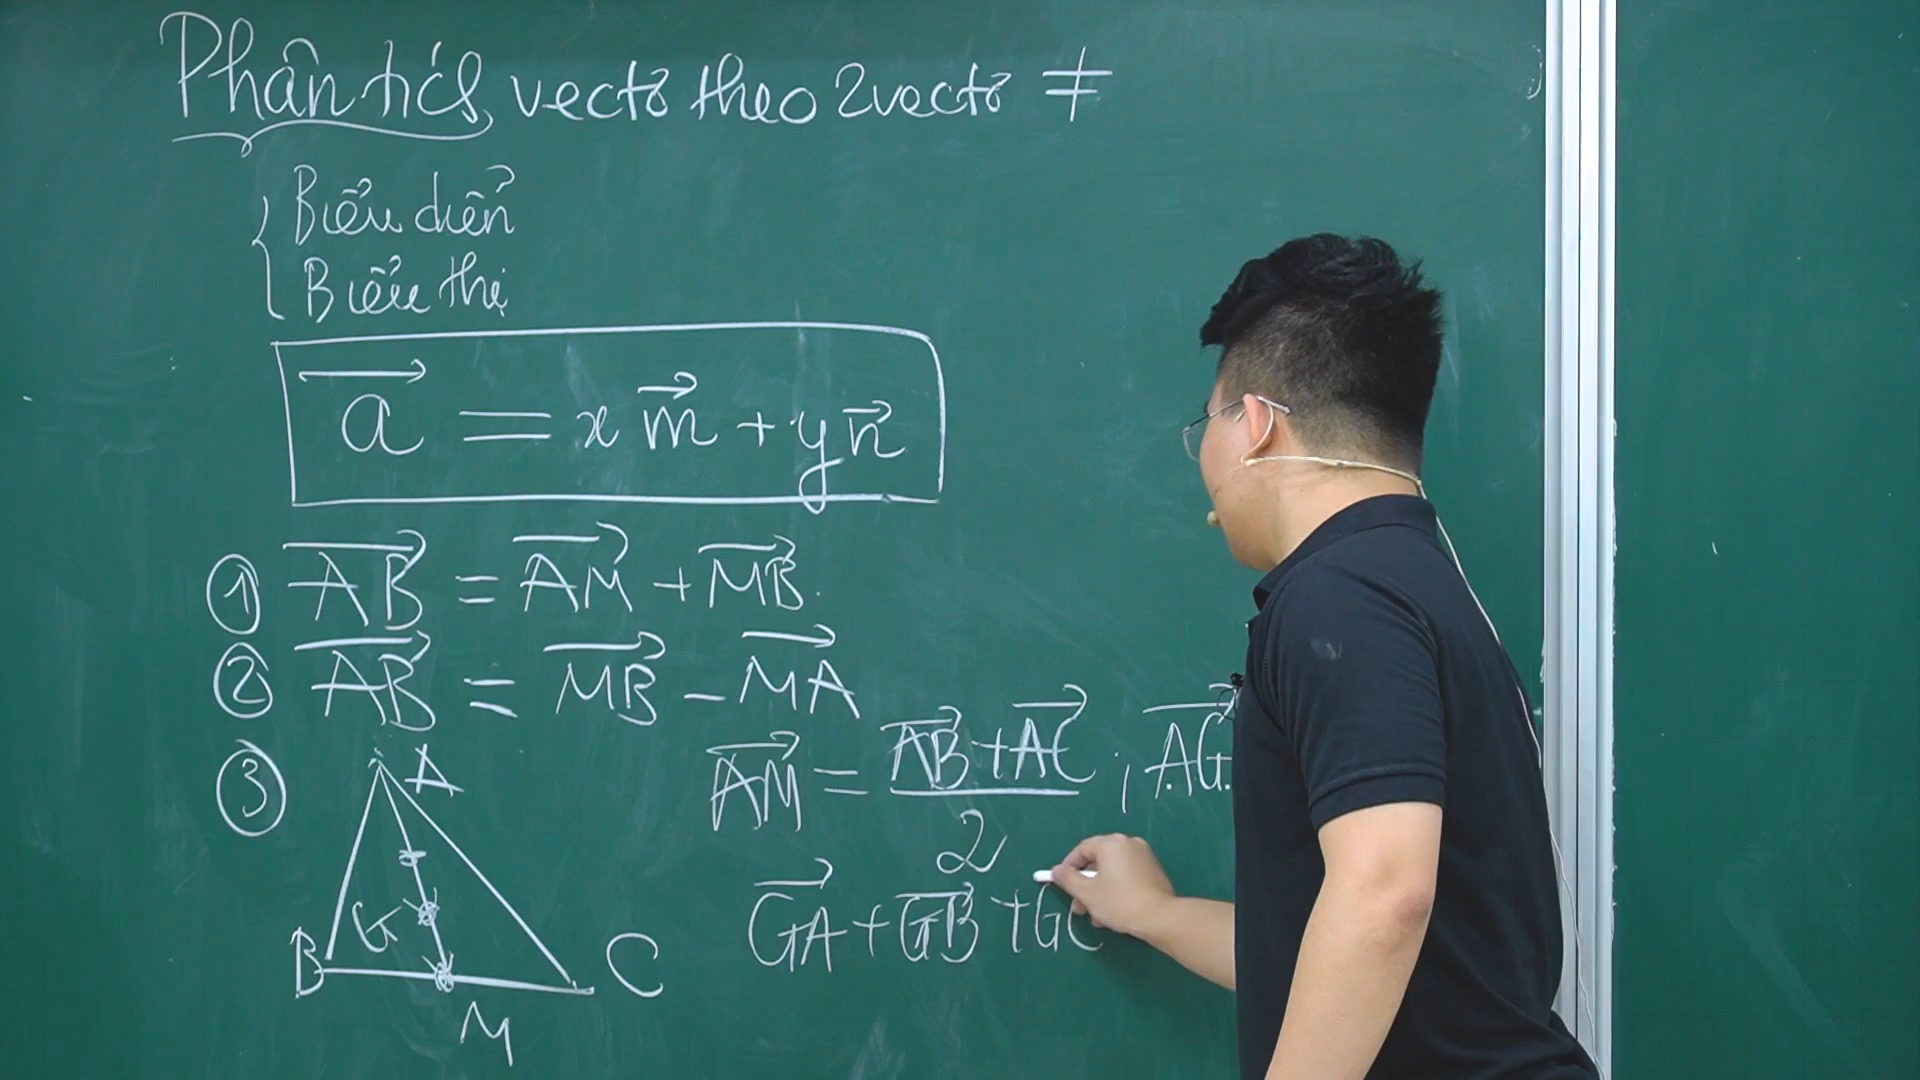 Phân tích vectơ theo 2 vectơ ≠
Biểu diễn
Biểu thị
a⃗ = x m⃗ + y n⃗
① A͞B⃗ = A͞M⃗ + M͞B⃗.
② A͞B⃗ = M͞B⃗ - M͞A⃗
③ A͞M⃗ = (A͞B⃗ + A͞C⃗)/2 ; A͞G⃗
G͞A⃗ + G͞B⃗ + GC
A
G
B
C
M